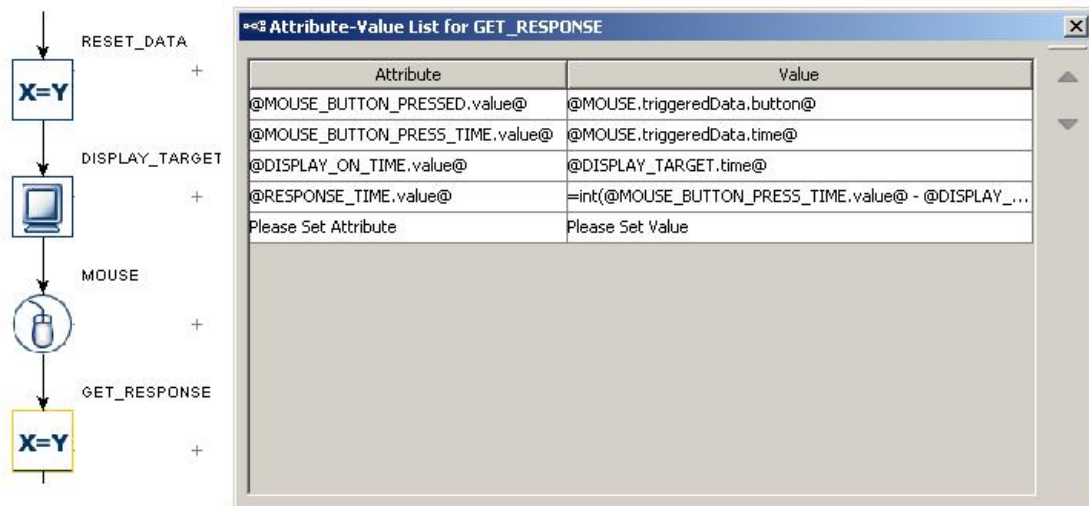 RESET_DATA
X=Y
DISPLAY_TARGET
MOUSE
GET_RESPONSE
X=Y
Attribute-Value List for GET_RESPONSE
Attribute Value
@MOUSE_BUTTON_PRESSED.value@ @MOUSE.triggeredData.button@
@MOUSE_BUTTON_PRESS_TIME.value@ @MOUSE.triggeredData.time@
@DISPLAY_ON_TIME.value@ @DISPLAY_TARGET.time@
@RESPONSE_TIME.value@ =int(@MOUSE_BUTTON_PRESS_TIME.value@ - @DISPLAY_...
Please Set Attribute Please Set Value